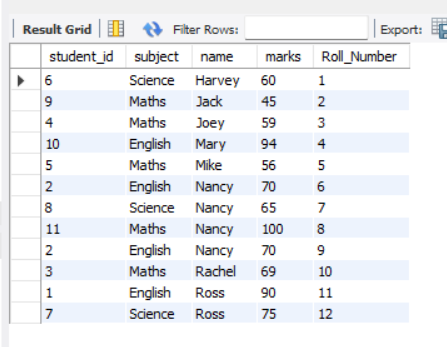 Result Grid Filter Rows: Export:
student_id subject name marks Roll_Number
6 Science Harvey 60 1
9 Maths Jack 45 2
4 Maths Joey 59 3
10 English Mary 94 4
5 Maths Mike 56 5
2 English Nancy 70 6
8 Science Nancy 65 7
11 Maths Nancy 100 8
2 English Nancy 70 9
3 Maths Rachel 69 10
1 English Ross 90 11
7 Science Ross 75 12